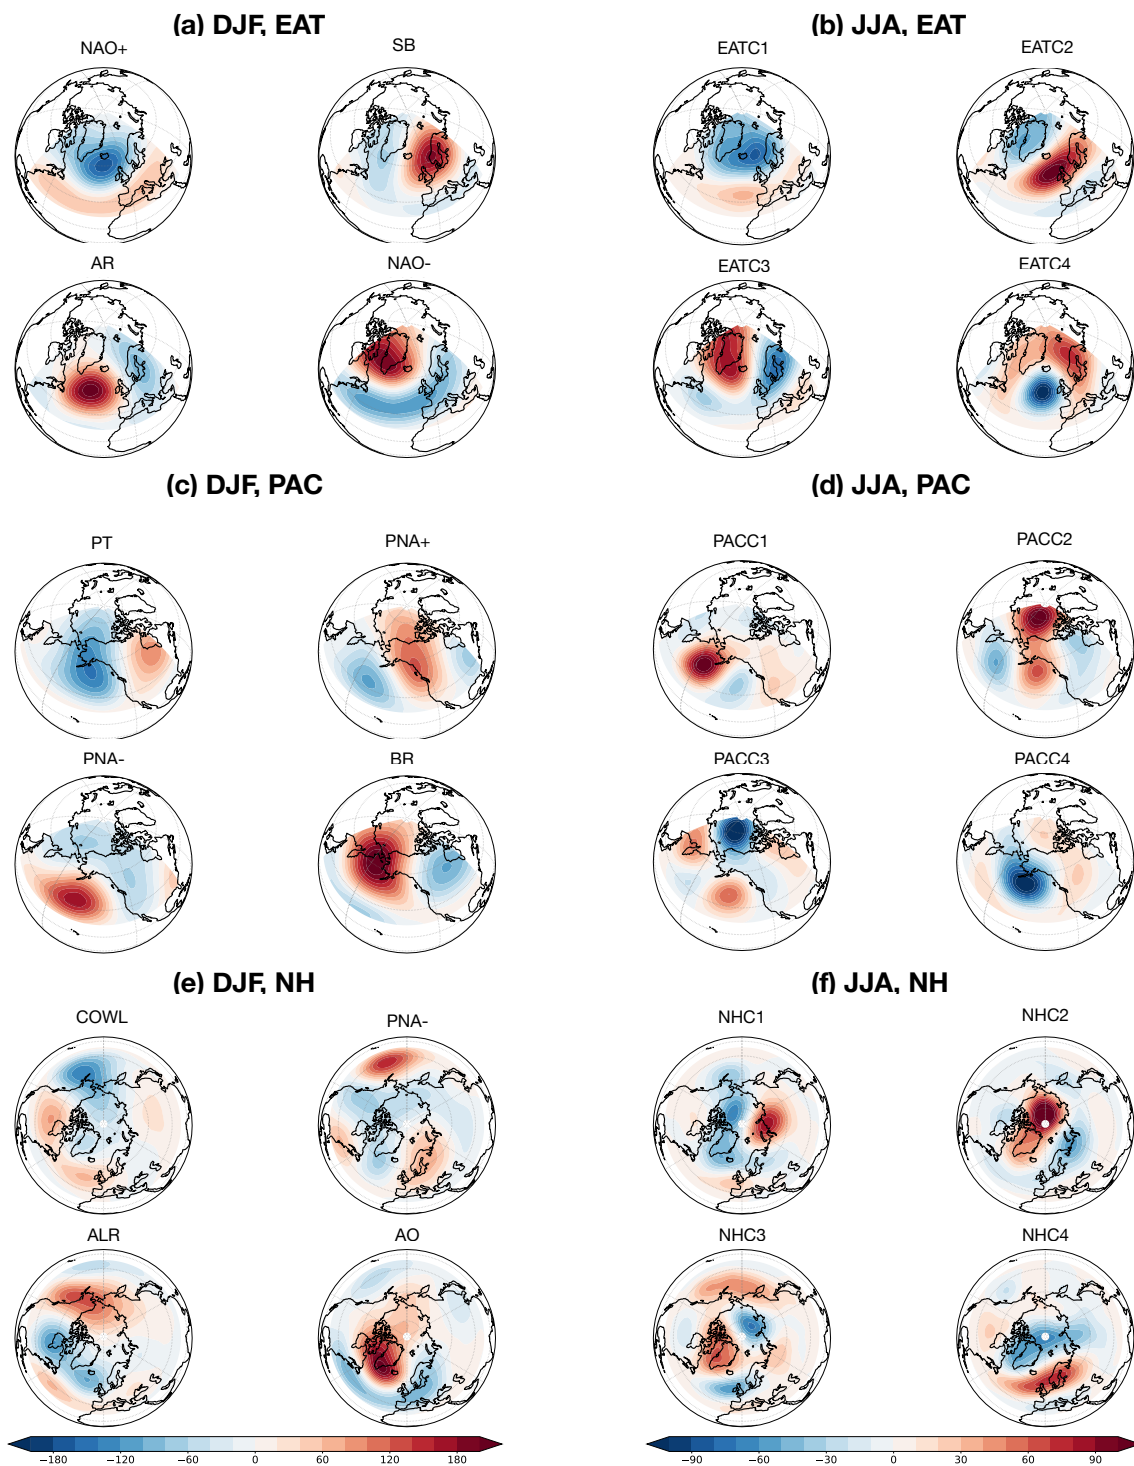 (a) DJF, EAT
(b) JJA, EAT
NAO+
SB
EATC1
EATC2
AR
NAO-
EATC3
EATC4
(c) DJF, PAC
(d) JJA, PAC
PT
PNA+
PACC1
PACC2
PNA-
BR
PACC3
PACC4
(e) DJF, NH
(f) JJA, NH
COWL
PNA-
NHC1
NHC2
ALR
AO
NHC3
NHC4
−180 −120 −60 0 60 120 180
−90 −60 −30 0 30 60 90